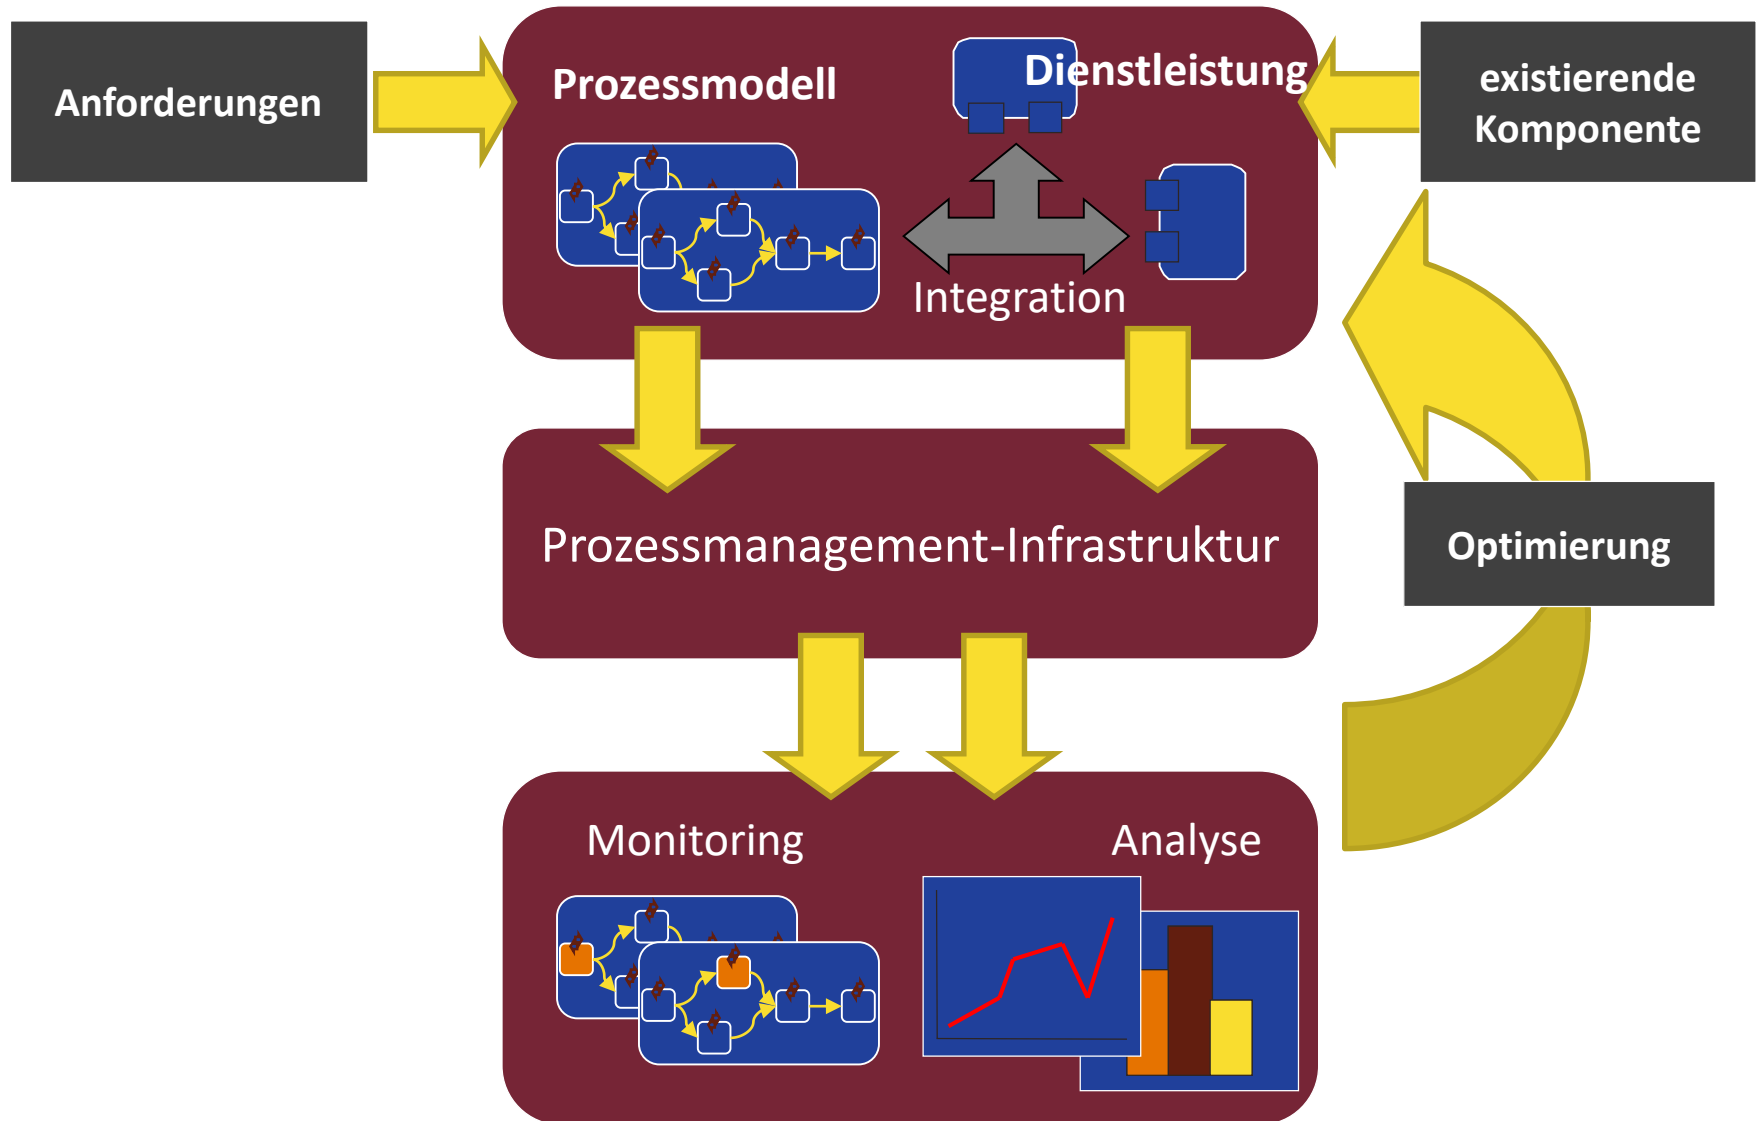 Anforderungen
Prozessmodell
Dienstleistung
existierende
Komponente
Integration
Prozessmanagement-Infrastruktur
Optimierung
Monitoring
Analyse